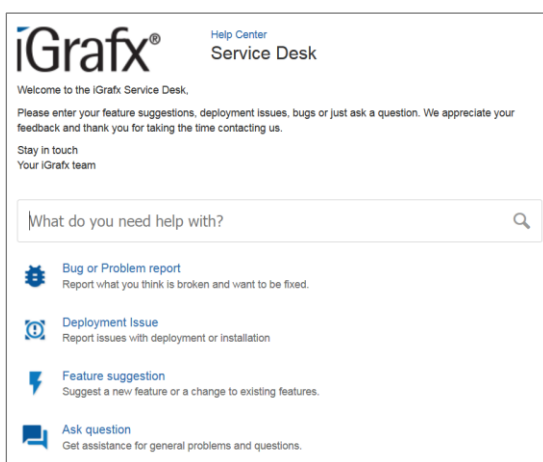 iGrafx®
Help Center
Service Desk
Welcome to the iGrafx Service Desk,
Please enter your feature suggestions, deployment issues, bugs or just ask a question. We appreciate your
feedback and thank you for taking the time contacting us.
Stay in touch
Your iGrafx team
What do you need help with?
Bug or Problem report
Report what you think is broken and want to be fixed.
Deployment Issue
Report issues with deployment or installation
Feature suggestion
Suggest a new feature or a change to existing features.
Ask question
Get assistance for general problems and questions.